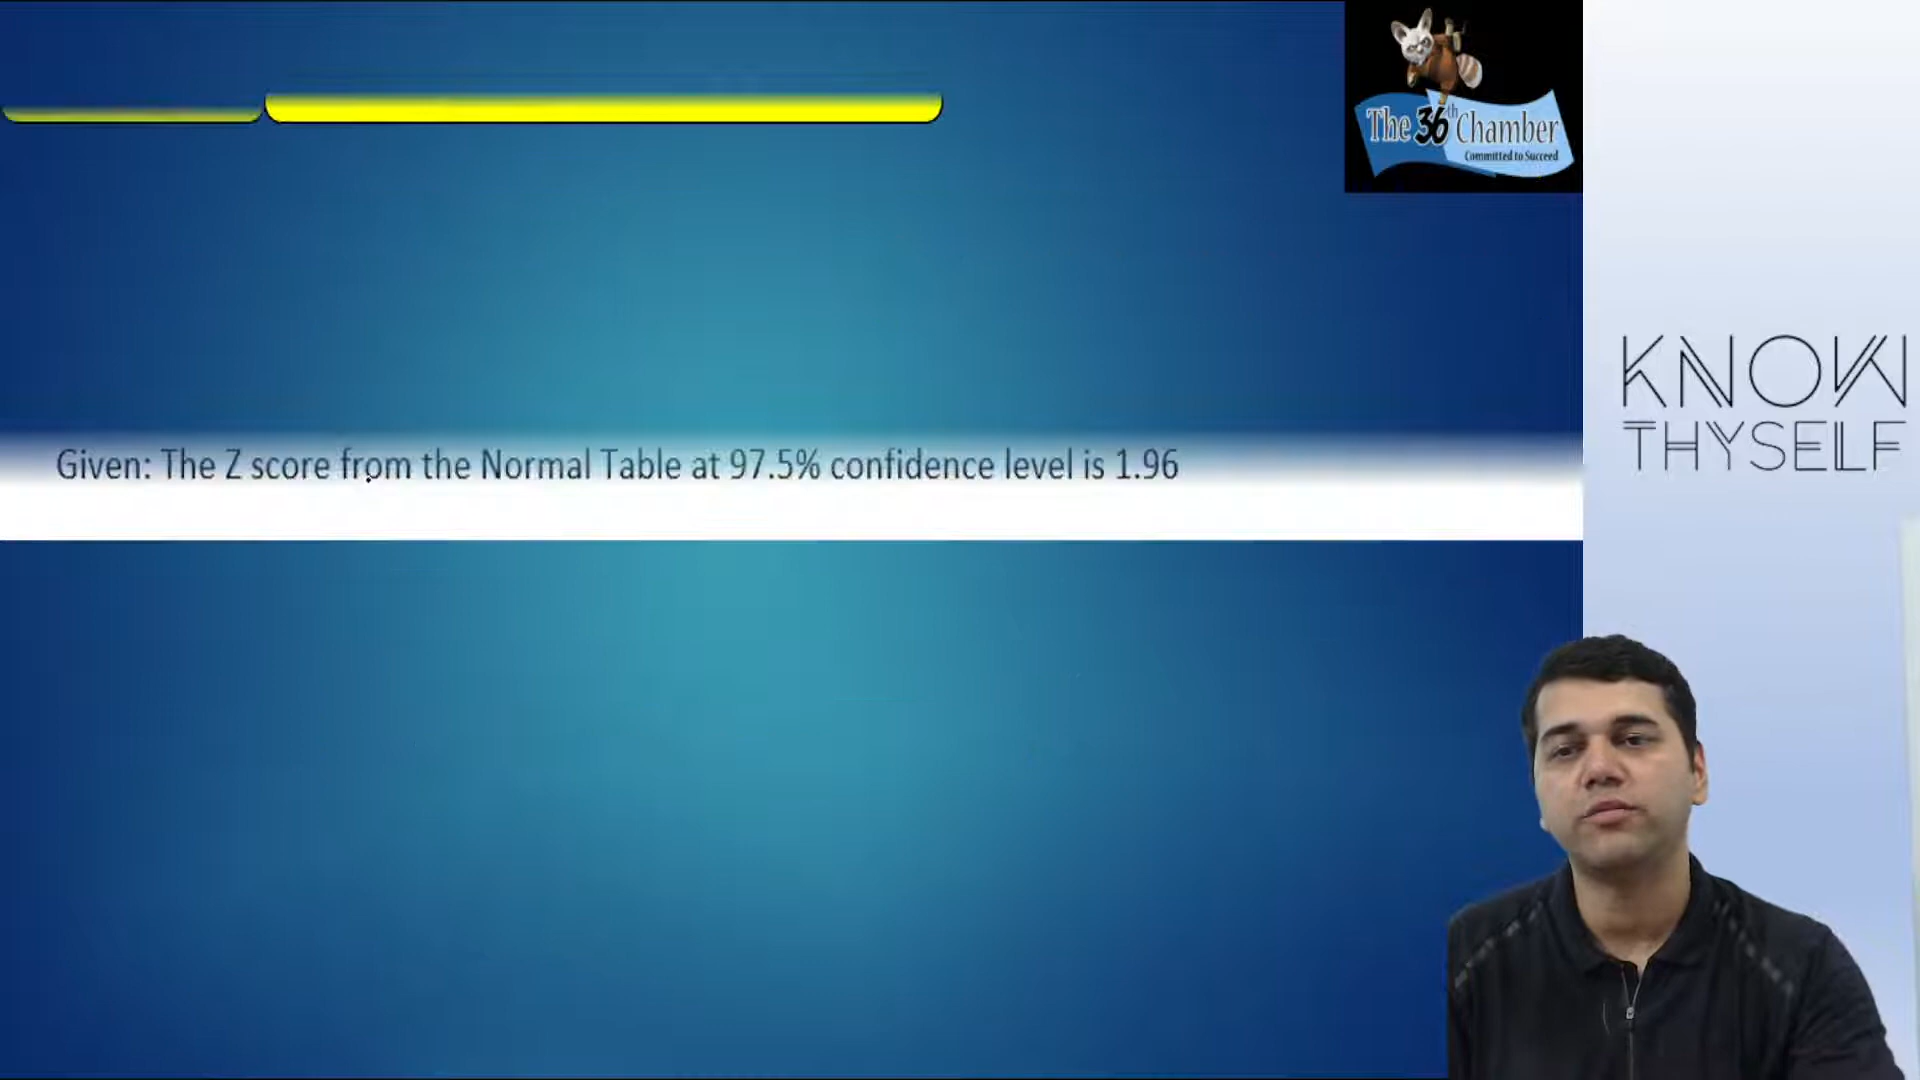 The 36th Chamber
Committed to Succeed
KNOW
THYSELF
Given: The Z score from the Normal Table at 97.5% confidence level is 1.96